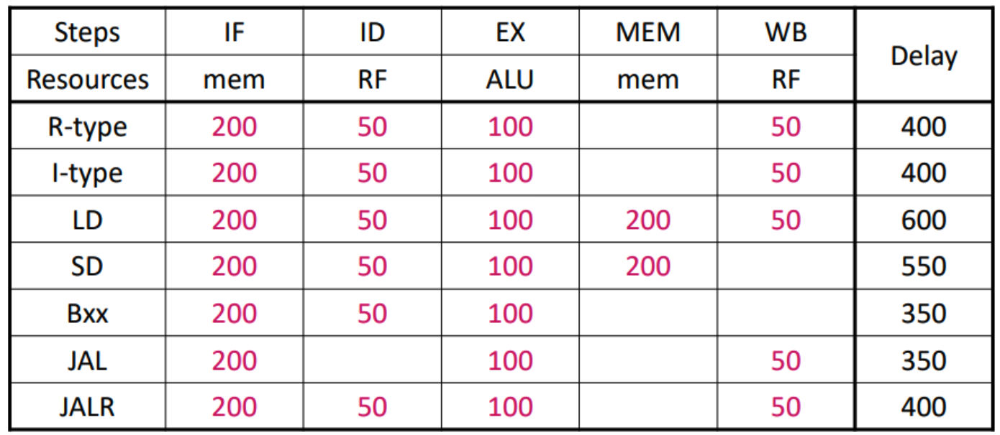 Steps IF ID EX MEM WB Delay
Resources mem RF ALU mem RF
R-type 200 50 100 50 400
I-type 200 50 100 50 400
LD 200 50 100 200 50 600
SD 200 50 100 200 550
Bxx 200 50 100 350
JAL 200 100 50 350
JALR 200 50 100 50 400